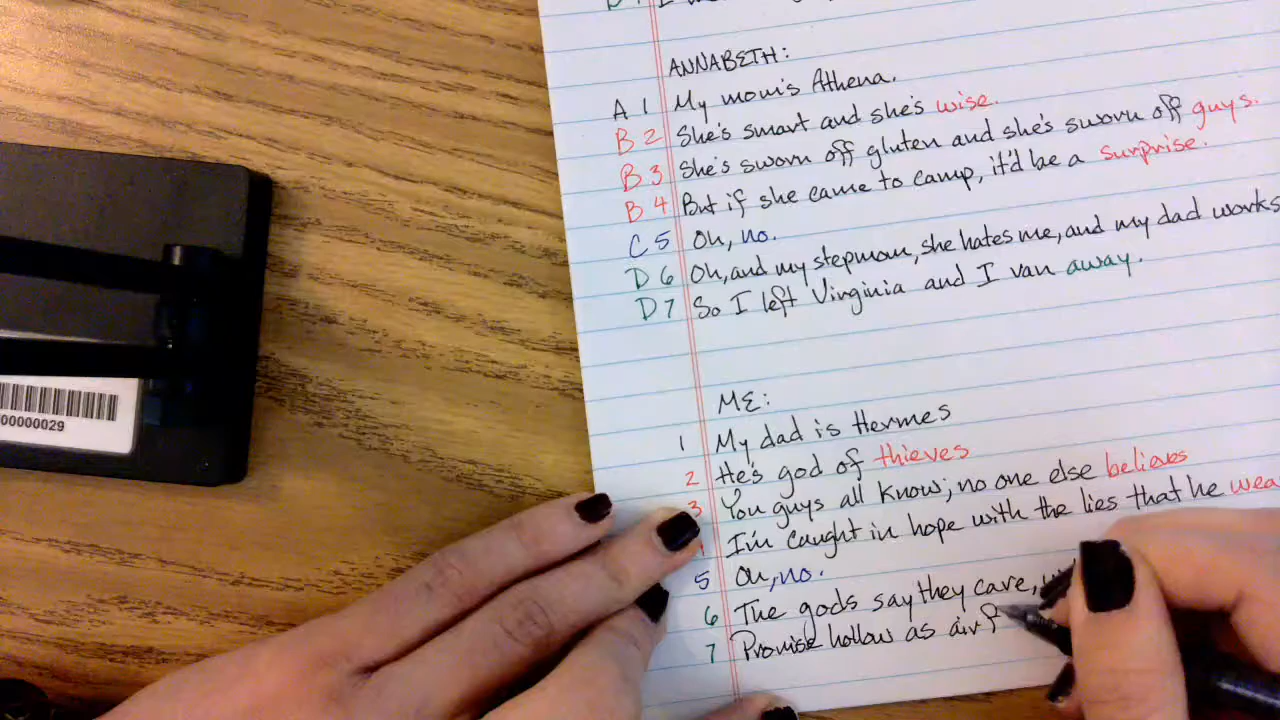 ANNABETH:
A 1 My mom's Athena.
B 2 She's smart and she's wise.
B 3 She's sworn off gluten and she's sworn off guys.
B 4 But if she came to camp, it'd be a surprise.
C 5 Oh, no.
D 6 Oh, and my stepmom, she hates me, and my dad works
D 7 So I left Virginia and I ran away.
ME:
1 My dad is Hermes
2 He's god of thieves
3 You guys all know; no one else believes
I'm caught in hope with the lies that he
5 Oh, no.
6 The gods say they care,
7 Promise hollow as air
00000029